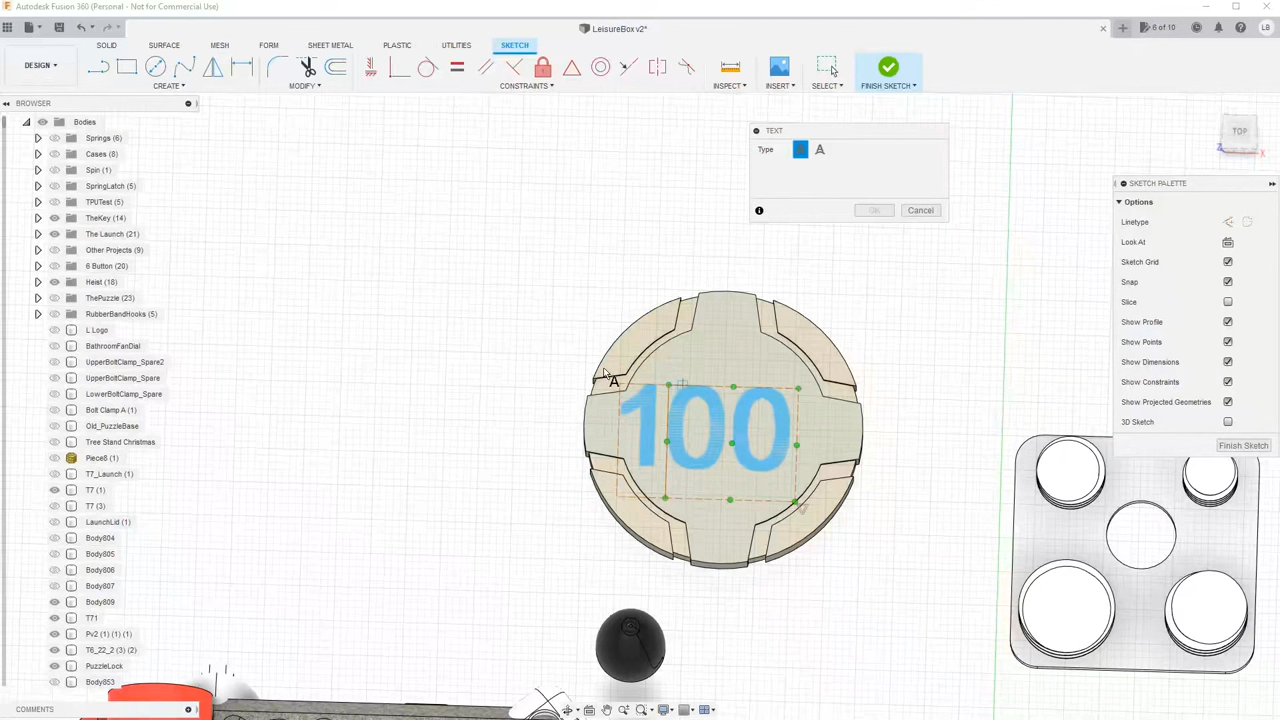 Autodesk Fusion 360 (Personal - Not for Commercial Use)
LeisureBox v2*
6 of 10
LB
SOLID SURFACE MESH FORM SHEET METAL PLASTIC UTILITIES SKETCH
DESIGN
CREATE MODIFY CONSTRAINTS INSPECT INSERT SELECT FINISH SKETCH
BROWSER
Bodies
Springs (6)
Cases (8)
Spin (1)
SpringLatch (5)
TPUTest (5)
TheKey (14)
The Launch (21)
Other Projects (9)
6 Button (20)
Heist (18)
ThePuzzle (23)
RubberBandHooks (5)
L Logo
BathroomFanDial
UpperBoltClamp_Spare2
UpperBoltClamp_Spare
LowerBoltClamp_Spare
Bolt Clamp A (1)
Old_PuzzleBase
Tree Stand Christmas
Piece8 (1)
T7_Launch (1)
T7 (1)
T7 (3)
LaunchLid (1)
Body804
Body805
Body806
Body807
Body809
T71
Pv2 (1) (1) (1)
T6_22_2 (3) (2)
PuzzleLock
Body853
COMMENTS
TEXT
Type A A
Ok Cancel
100
A
TOP
Z X
SKETCH PALETTE
Options
Linetype
Look At
Sketch Grid
Snap
Slice
Show Profile
Show Points
Show Dimensions
Show Constraints
Show Projected Geometries
3D Sketch
Finish Sketch